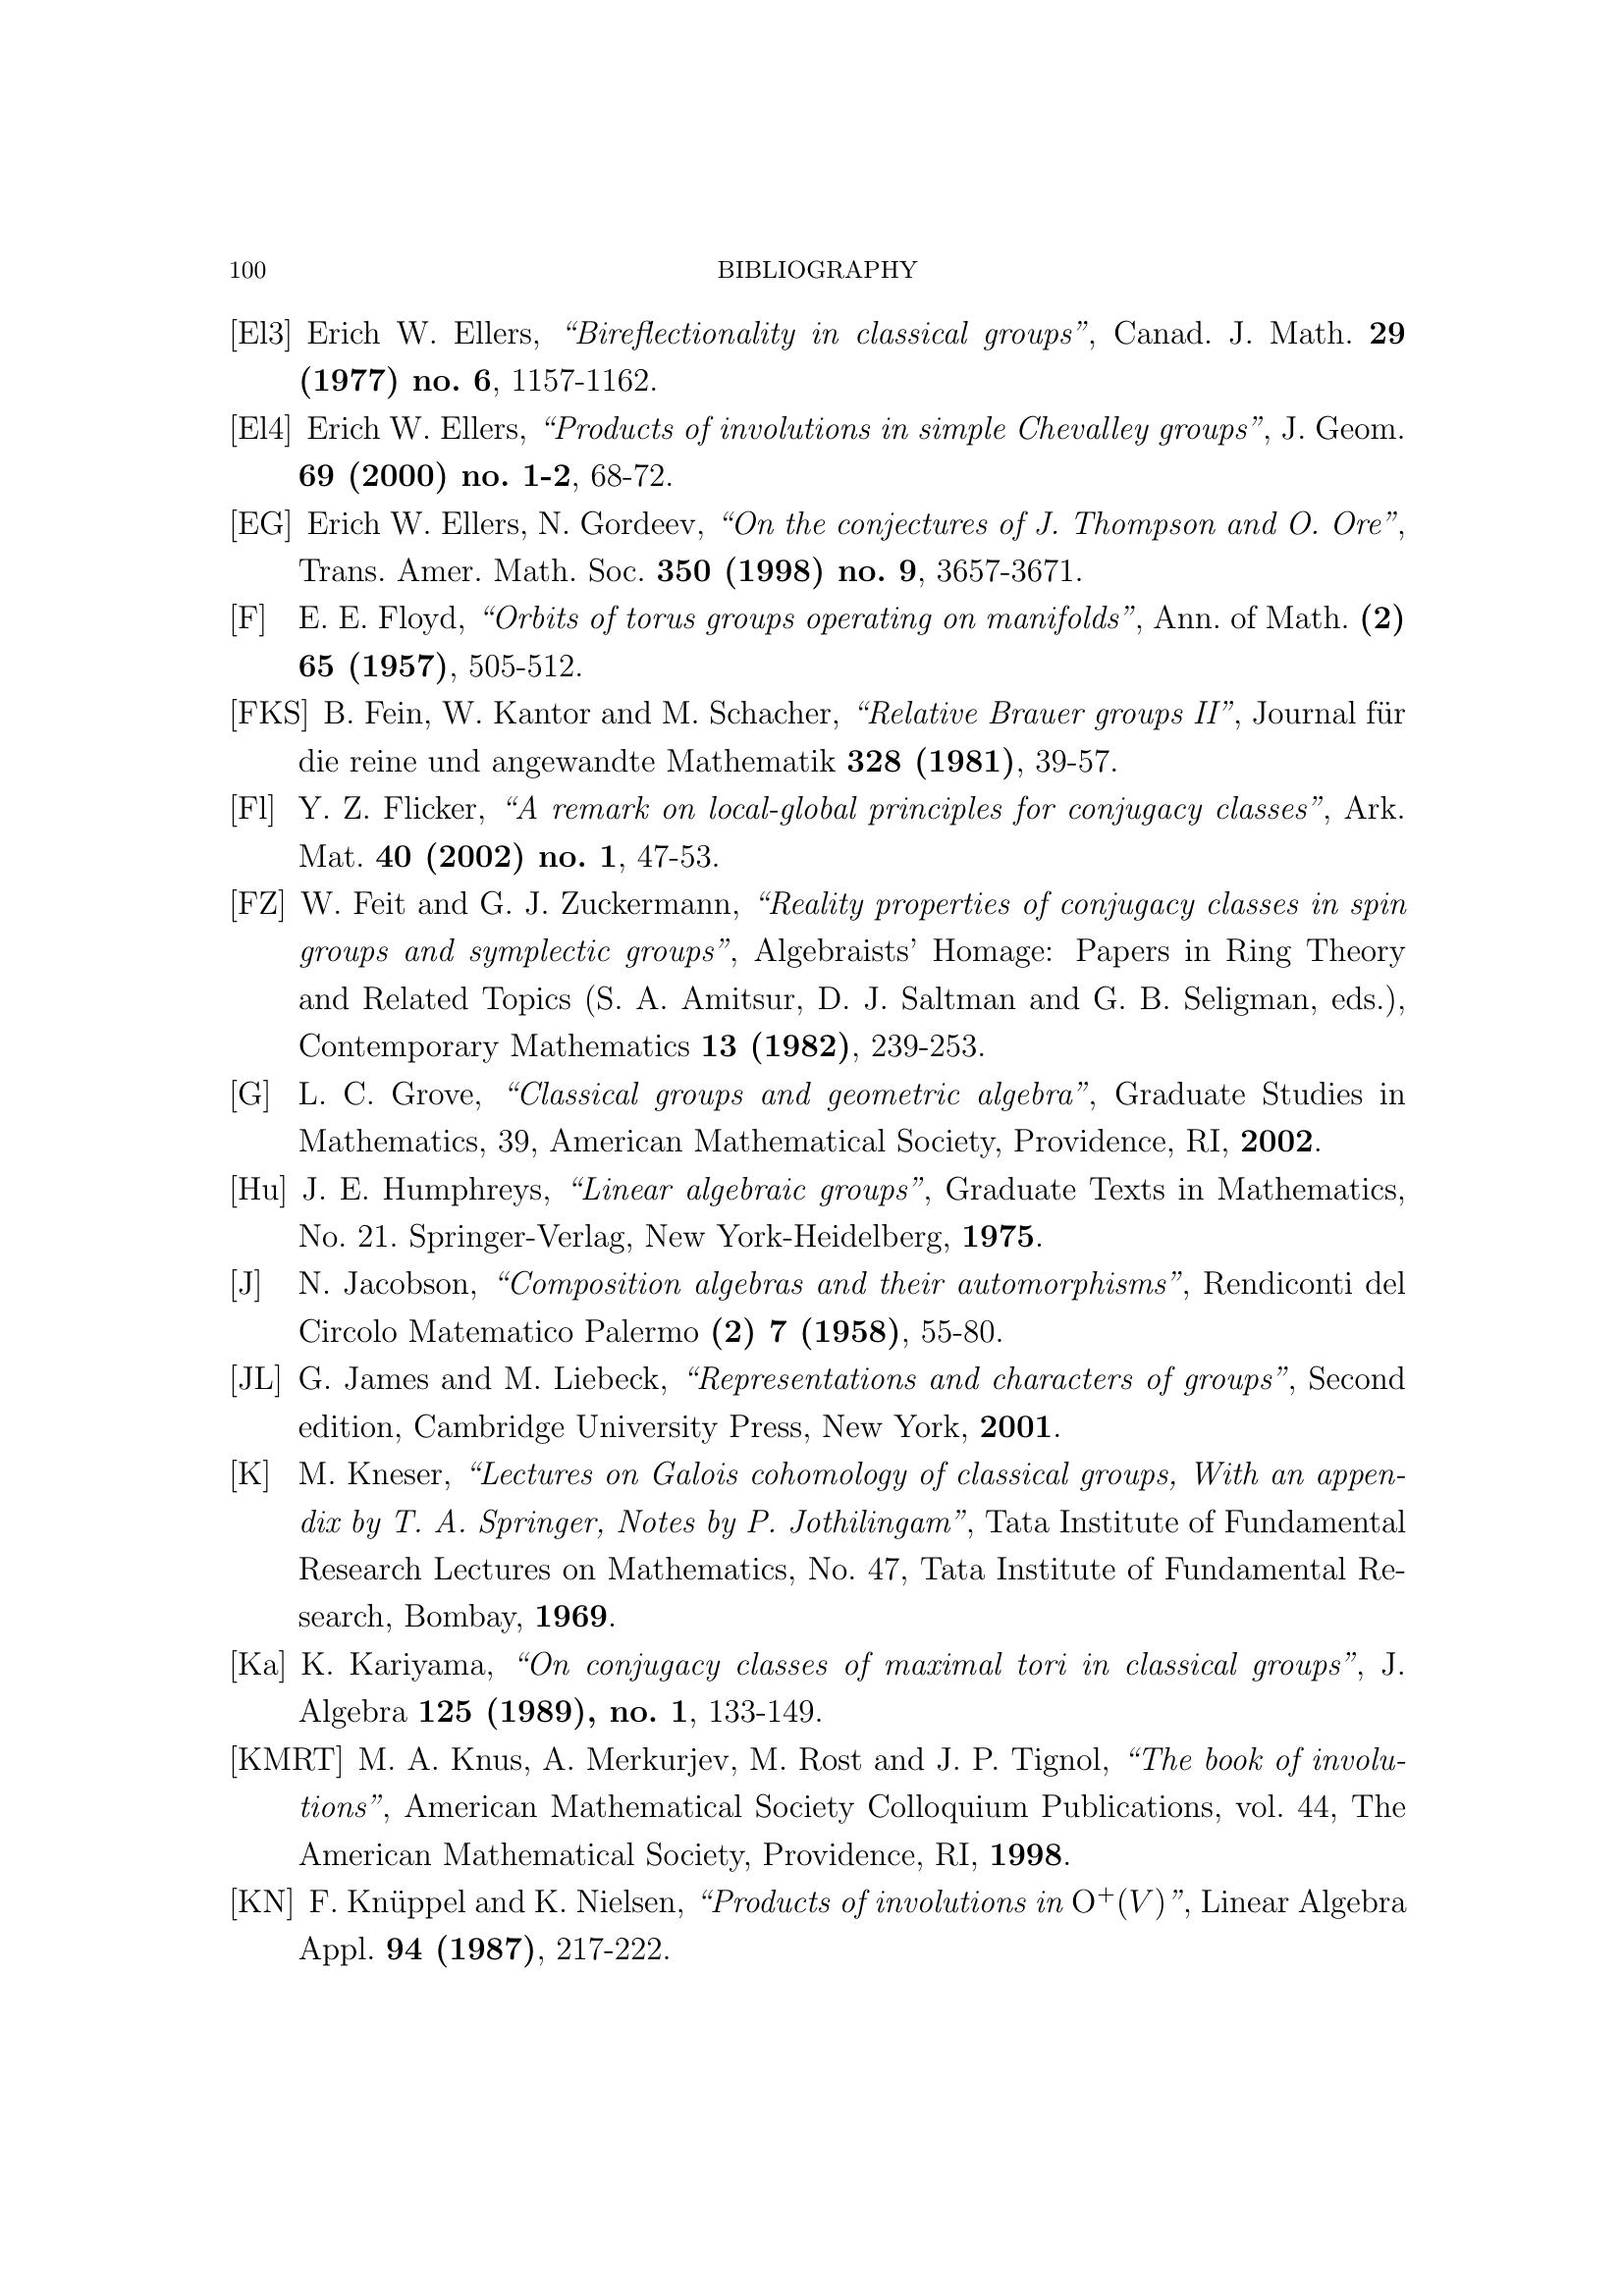 100 BIBLIOGRAPHY
[El3] Erich W. Ellers, “Bireflectionality in classical groups”, Canad. J. Math. 29
(1977) no. 6, 1157-1162.
[El4] Erich W. Ellers, “Products of involutions in simple Chevalley groups”, J. Geom.
69 (2000) no. 1-2, 68-72.
[EG] Erich W. Ellers, N. Gordeev, “On the conjectures of J. Thompson and O. Ore”,
Trans. Amer. Math. Soc. 350 (1998) no. 9, 3657-3671.
[F] E. E. Floyd, “Orbits of torus groups operating on manifolds”, Ann. of Math. (2)
65 (1957), 505-512.
[FKS] B. Fein, W. Kantor and M. Schacher, “Relative Brauer groups II”, Journal für
die reine und angewandte Mathematik 328 (1981), 39-57.
[Fl] Y. Z. Flicker, “A remark on local-global principles for conjugacy classes”, Ark.
Mat. 40 (2002) no. 1, 47-53.
[FZ] W. Feit and G. J. Zuckermann, “Reality properties of conjugacy classes in spin
groups and symplectic groups”, Algebraists’ Homage: Papers in Ring Theory
and Related Topics (S. A. Amitsur, D. J. Saltman and G. B. Seligman, eds.),
Contemporary Mathematics 13 (1982), 239-253.
[G] L. C. Grove, “Classical groups and geometric algebra”, Graduate Studies in
Mathematics, 39, American Mathematical Society, Providence, RI, 2002.
[Hu] J. E. Humphreys, “Linear algebraic groups”, Graduate Texts in Mathematics,
No. 21. Springer-Verlag, New York-Heidelberg, 1975.
[J] N. Jacobson, “Composition algebras and their automorphisms”, Rendiconti del
Circolo Matematico Palermo (2) 7 (1958), 55-80.
[JL] G. James and M. Liebeck, “Representations and characters of groups”, Second
edition, Cambridge University Press, New York, 2001.
[K] M. Kneser, “Lectures on Galois cohomology of classical groups, With an appen-
dix by T. A. Springer, Notes by P. Jothilingam”, Tata Institute of Fundamental
Research Lectures on Mathematics, No. 47, Tata Institute of Fundamental Re-
search, Bombay, 1969.
[Ka] K. Kariyama, “On conjugacy classes of maximal tori in classical groups”, J.
Algebra 125 (1989), no. 1, 133-149.
[KMRT] M. A. Knus, A. Merkurjev, M. Rost and J. P. Tignol, “The book of involu-
tions”, American Mathematical Society Colloquium Publications, vol. 44, The
American Mathematical Society, Providence, RI, 1998.
[KN] F. Knüppel and K. Nielsen, “Products of involutions in O⁺(V)”, Linear Algebra
Appl. 94 (1987), 217-222.